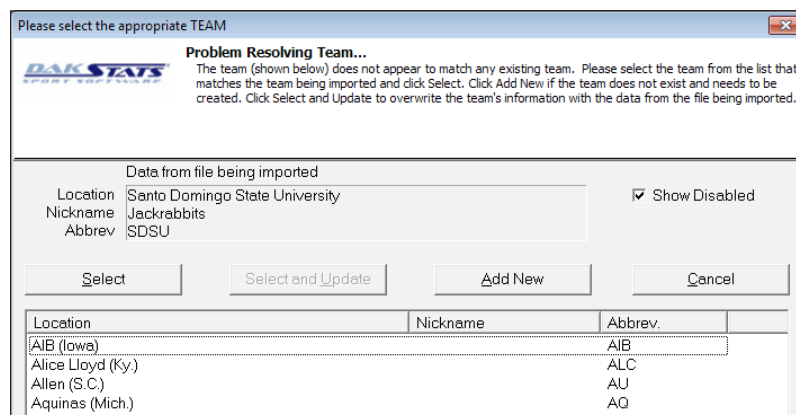 Please select the appropriate TEAM
DAK STATS
SPORT SOFTWARE
Problem Resolving Team...
The team (shown below) does not appear to match any existing team. Please select the team from the list that
matches the team being imported and click Select. Click Add New if the team does not exist and needs to be
created. Click Select and Update to overwrite the team's information with the data from the file being imported.
Data from file being imported
Location Santo Domingo State University
Nickname Jackrabbits
Abbrev SDSU
Show Disabled
Select Select and Update Add New Cancel
Location Nickname Abbrev.
AIB (Iowa) AIB
Alice Lloyd (Ky.) ALC
Allen (S.C.) AU
Aquinas (Mich.) AQ